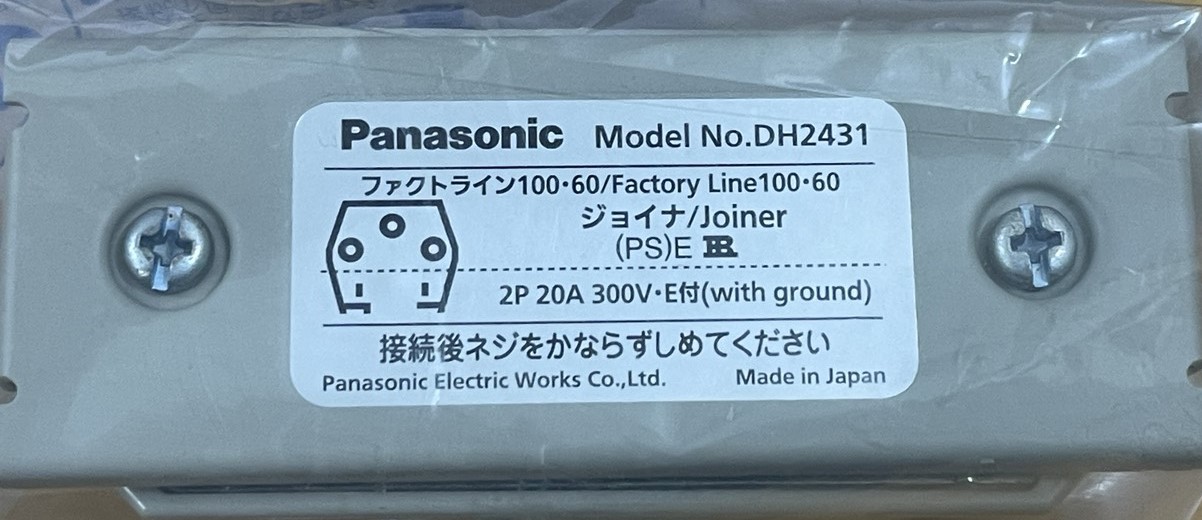 Panasonic Model No.DH2431
ファクトライン100・60/Factory Line100・60
ジョイナ/Joiner
(PS)E
2P 20A 300V・E付(with ground)
接続後ネジをかならずしめてください
Panasonic Electric Works Co.,Ltd. Made in Japan